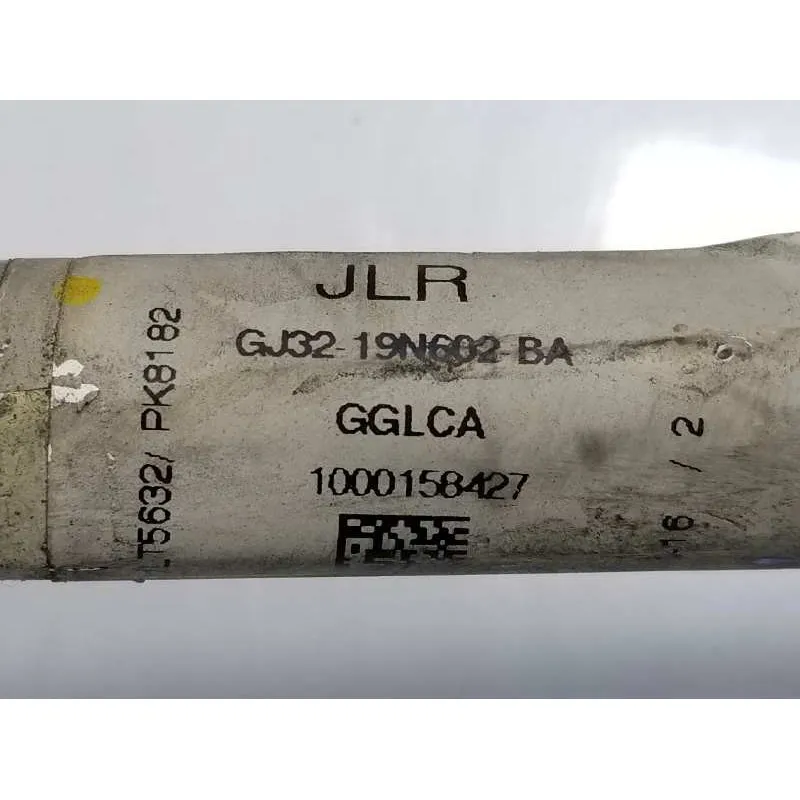 JLR
GJ32-19N602-BA
GGLCA
1000158427
T5632/ PK8182
16 / 2